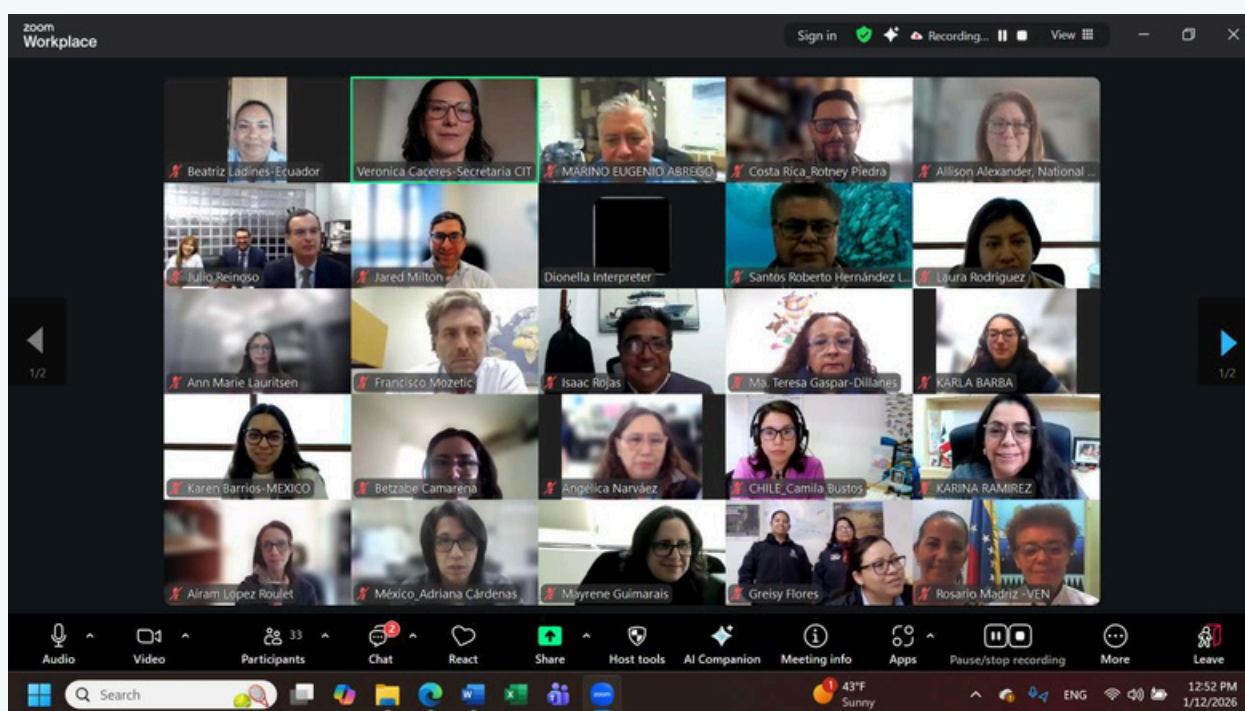 zoom
Workplace
Sign in
Recording...
View
Beatriz Ladines-Ecuador
Veronica Caceres-Secretaria CIT
MARINO EUGENIO ABREGO
Costa Rica_Rotney Piedra
Allison Alexander, National ...
Julio Reinoso
Jared Milton
Dionella Interpreter
Santos Roberto Hernández L...
Laura Rodriguez
1/2
1/2
Ann Marie Lauritsen
Francisco Mozetic
Isaac Rojas
Ma. Teresa Gaspar-Dillanes
KARLA BARBA
Karen Barrios-MEXICO
Betzabe Camarena
Angélica Narváez
CHILE_Camila Bustos
KARINA RAMIREZ
Airam Lopez Roulet
México_Adriana Cárdenas
Mayrene Guimarais
Greisy Flores
Rosario Madriz -VEN
33
2
Audio
Video
Participants
Chat
React
Share
Host tools
AI Companion
Meeting info
Apps
Pause/stop recording
More
Leave
Search
1
43°F
Sunny
ENG
12:52 PM
1/12/2026